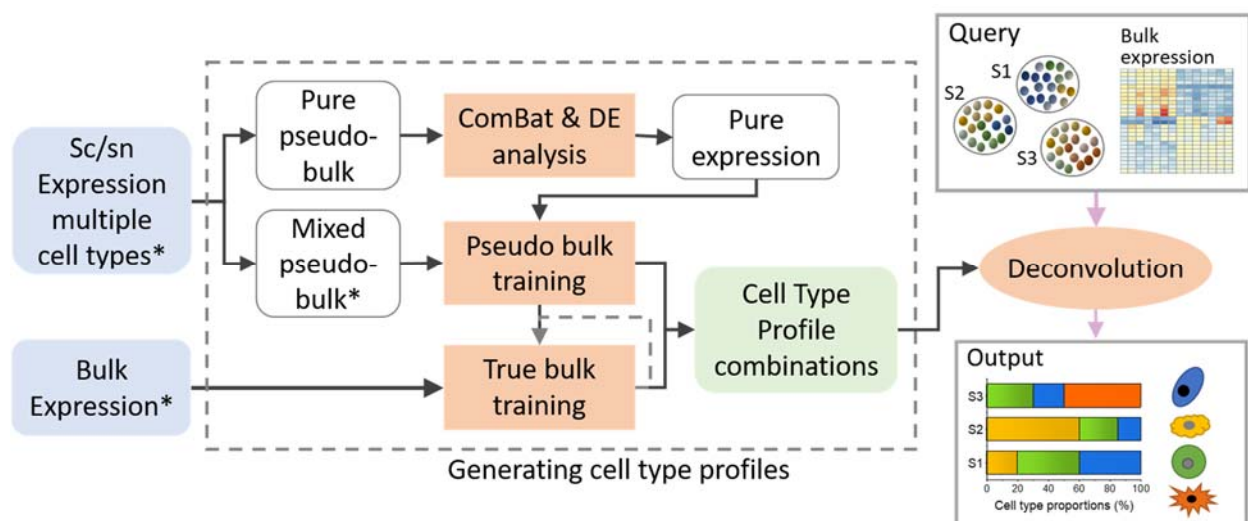 Sc/sn
Expression
multiple
cell types*
Bulk
Expression*
Pure
pseudo-
bulk
ComBat & DE
analysis
Pure
expression
Mixed
pseudo-
bulk*
Pseudo bulk
training
True bulk
training
Cell Type
Profile
combinations
Generating cell type profiles
Query
Bulk
expression
S1
S2
S3
Deconvolution
Output
S3
S2
S1
0 20 40 60 80 100
Cell type proportions (%)